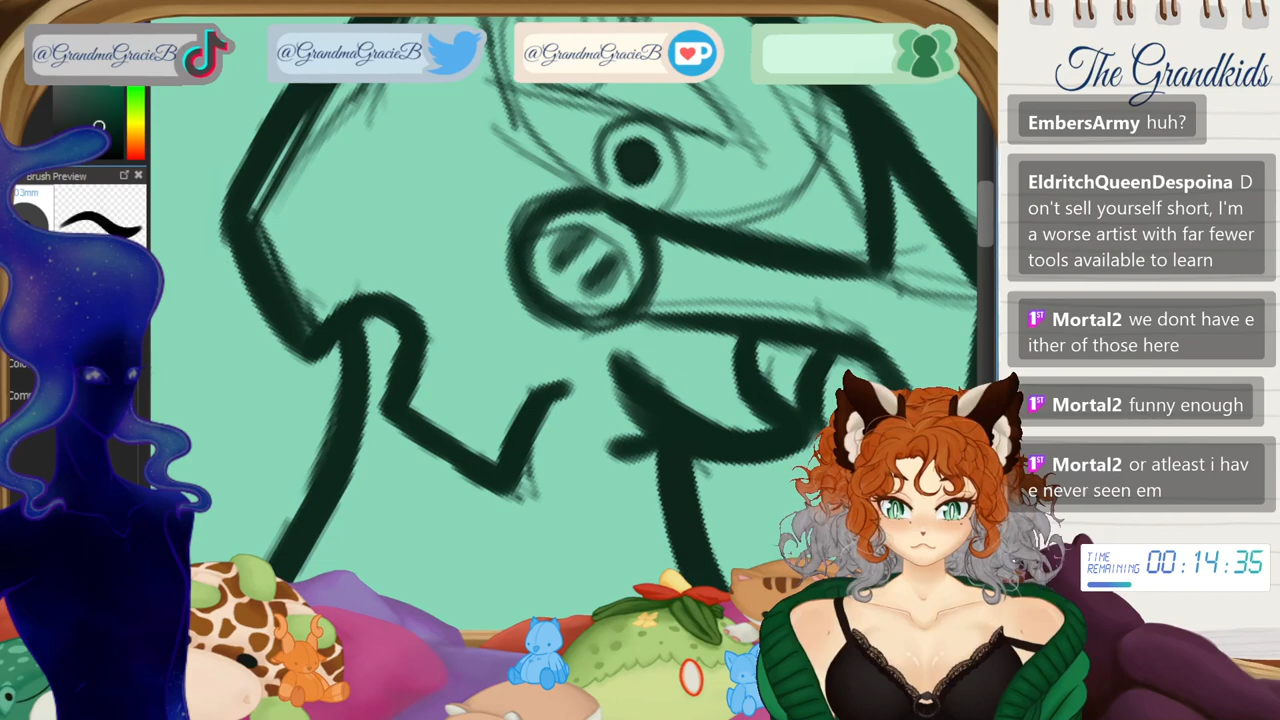 @GrandmaGracieB
@GrandmaGracieB
@GrandmaGracieB
The Grandkids
EmbersArmy huh?
EldritchQueenDespoina D
on't sell yourself short, I'm
a worse artist with far fewer
tools available to learn
Mortal2 we dont have e
ither of those here
Mortal2 funny enough
Mortal2 or atleast i hav
e never seen em
TIME
REMAINING 00:14:35
rush Preview